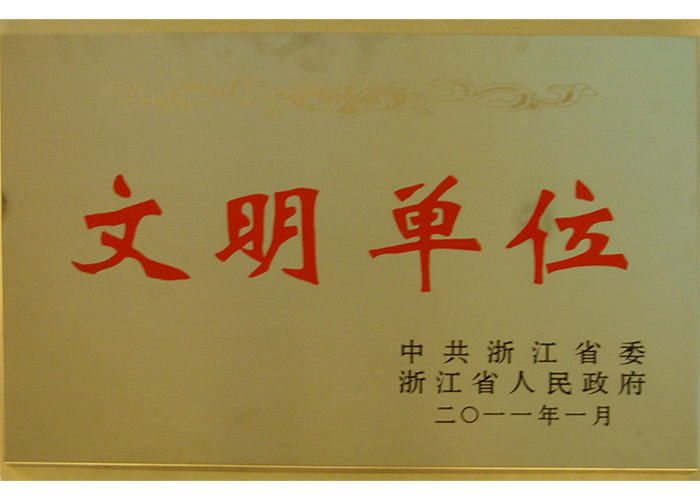 文明单位
中共浙江省委
浙江省人民政府
二〇一一年一月